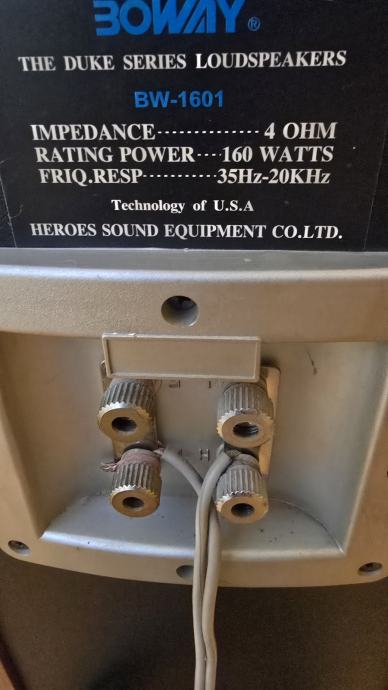 BOWAY®
THE DUKE SERIES LOUDSPEAKERS
BW-1601
IMPEDANCE--------------4 OHM
RATING POWER----160 WATTS
FRIQ.RESP-----------35Hz-20KHz
Technology of U.S.A
HEROES SOUND EQUIPMENT CO.LTD.